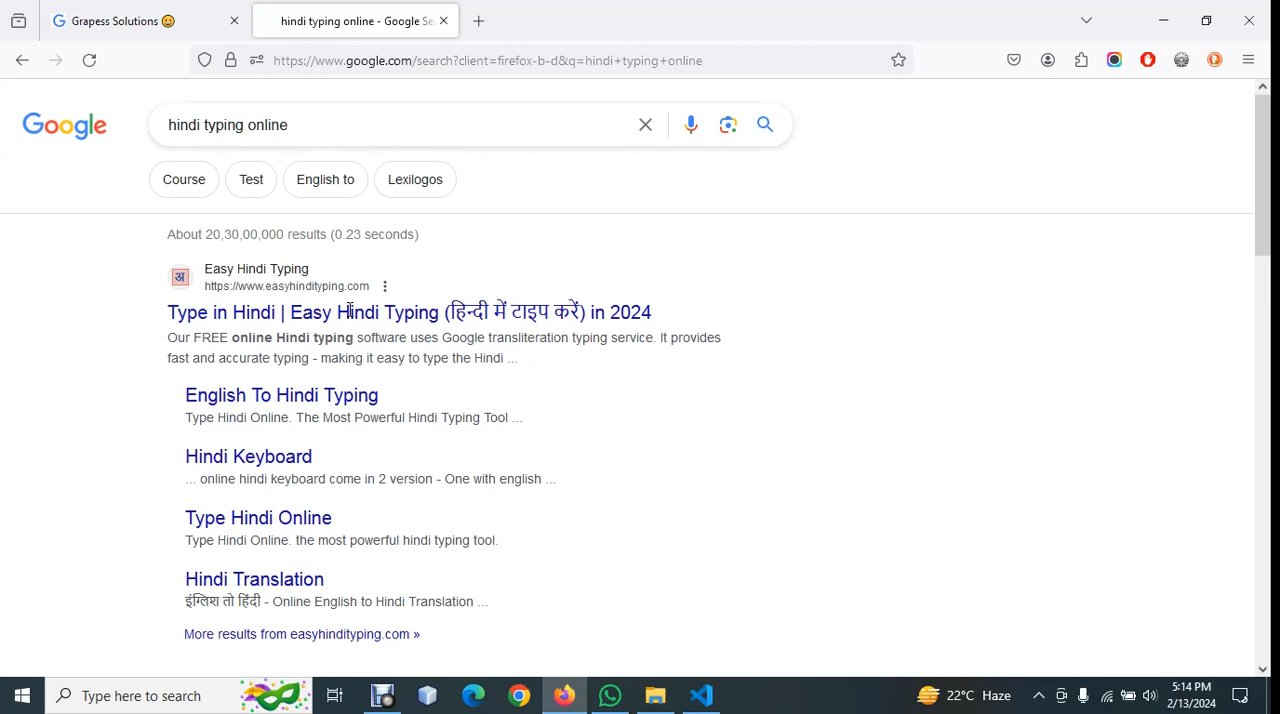 Grapess Solutions
hindi typing online - Google Se
https://www.google.com/search?client=firefox-b-d&q=hindi+typing+online
Google
hindi typing online
Course
Test
English to
Lexilogos
About 20,30,00,000 results (0.23 seconds)
अ
Easy Hindi Typing
https://www.easyhindityping.com
Type in Hindi | Easy Hindi Typing (हिन्दी में टाइप करें) in 2024
Our FREE online Hindi typing software uses Google transliteration typing service. It provides
fast and accurate typing - making it easy to type the Hindi ...
English To Hindi Typing
Type Hindi Online. The Most Powerful Hindi Typing Tool ...
Hindi Keyboard
... online hindi keyboard come in 2 version - One with english ...
Type Hindi Online
Type Hindi Online. the most powerful hindi typing tool.
Hindi Translation
इंग्लिश तो हिंदी - Online English to Hindi Translation ...
More results from easyhindityping.com »
Type here to search
22°C Haze
5:14 PM
2/13/2024